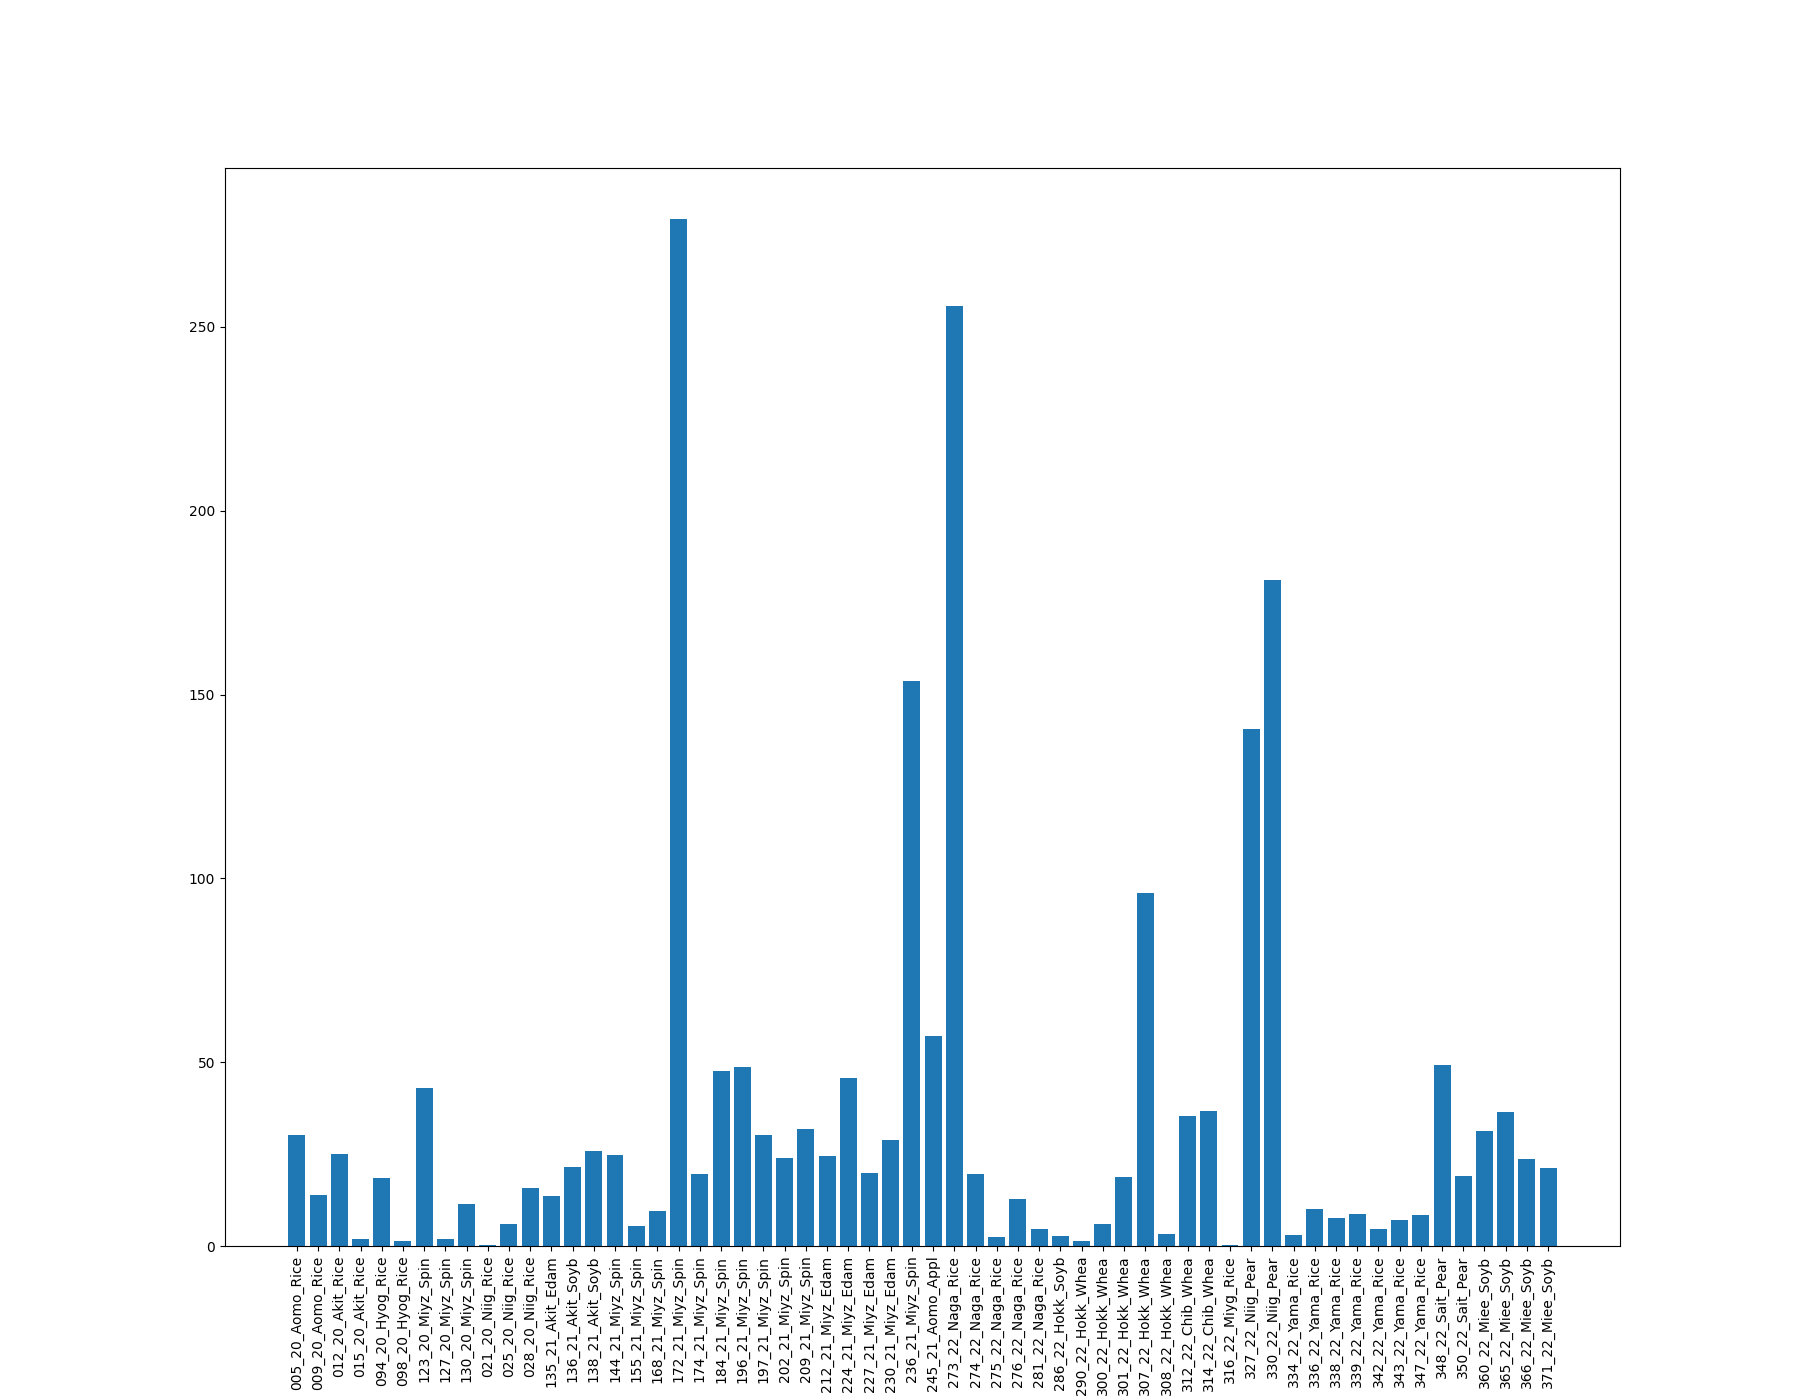 250
200
150
100
50
0
005_20_Aomo_Rice
009_20_Aomo_Rice
012_20_Akit_Rice
015_20_Akit_Rice
094_20_Hyog_Rice
098_20_Hyog_Rice
123_20_Miyz_Spin
127_20_Miyz_Spin
130_20_Miyz_Spin
021_20_Niig_Rice
025_20_Niig_Rice
028_20_Niig_Rice
135_21_Akit_Edam
136_21_Akit_Soyb
138_21_Akit_Soyb
144_21_Miyz_Spin
155_21_Miyz_Spin
168_21_Miyz_Spin
172_21_Miyz_Spin
174_21_Miyz_Spin
184_21_Miyz_Spin
196_21_Miyz_Spin
197_21_Miyz_Spin
202_21_Miyz_Spin
209_21_Miyz_Spin
212_21_Miyz_Edam
224_21_Miyz_Edam
227_21_Miyz_Edam
230_21_Miyz_Edam
236_21_Miyz_Spin
245_21_Aomo_Appl
273_22_Naga_Rice
274_22_Naga_Rice
275_22_Naga_Rice
276_22_Naga_Rice
281_22_Naga_Rice
286_22_Hokk_Soyb
290_22_Hokk_Whea
300_22_Hokk_Whea
301_22_Hokk_Whea
307_22_Hokk_Whea
308_22_Hokk_Whea
312_22_Chib_Whea
314_22_Chib_Whea
316_22_Miyg_Rice
327_22_Niig_Pear
330_22_Niig_Pear
334_22_Yama_Rice
336_22_Yama_Rice
338_22_Yama_Rice
339_22_Yama_Rice
342_22_Yama_Rice
343_22_Yama_Rice
347_22_Yama_Rice
348_22_Sait_Pear
350_22_Sait_Pear
360_22_Miee_Soyb
365_22_Miee_Soyb
366_22_Miee_Soyb
371_22_Miee_Soyb